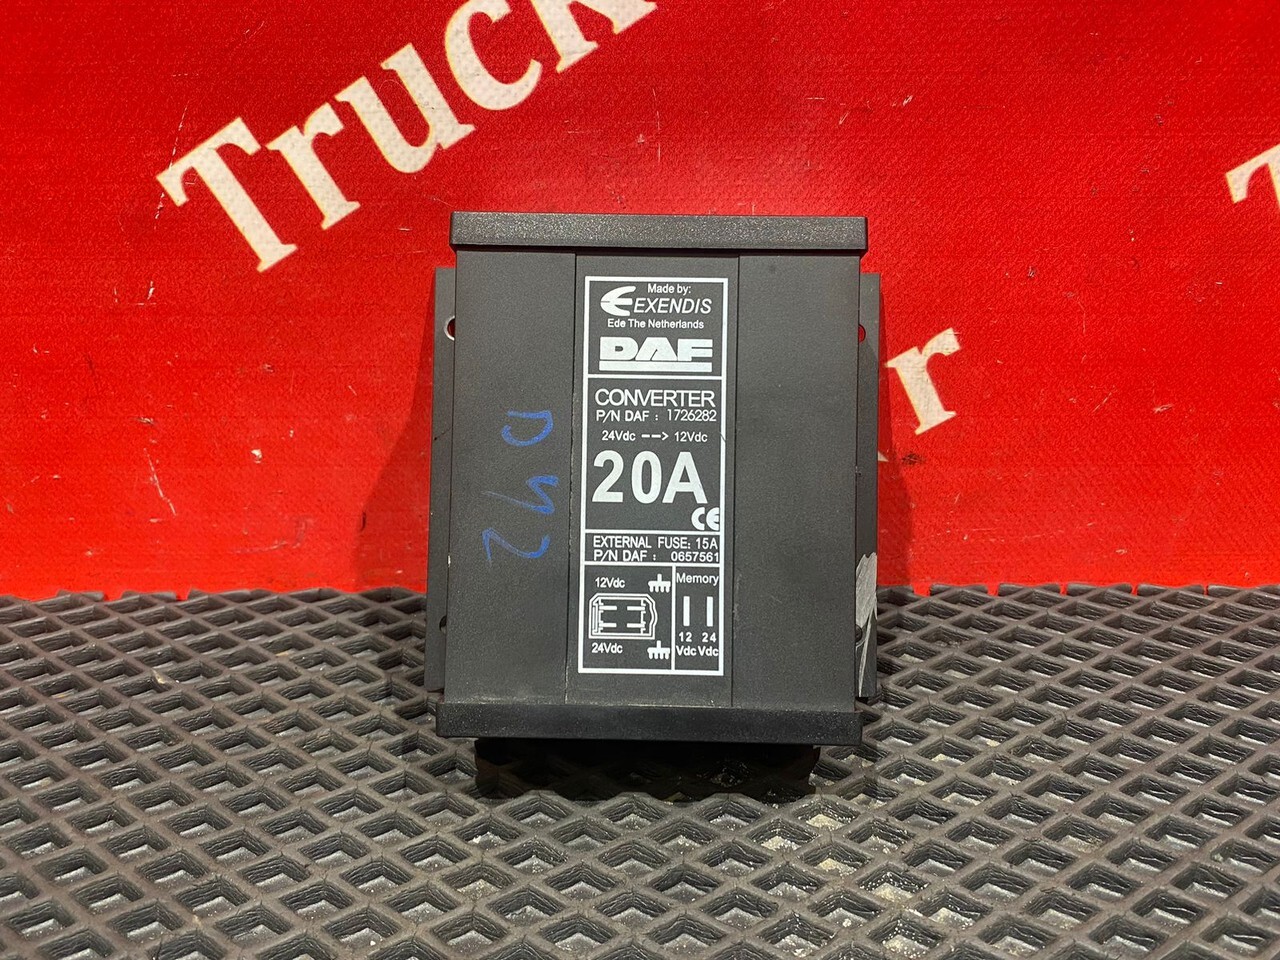 Truck
r
Made by:
EXENDIS
Ede The Netherlands
DAF
CONVERTER
P/N DAF : 1726282
24Vdc --> 12Vdc
20A
CE
EXTERNAL FUSE: 15A
P/N DAF : 0657561
12Vdc
Memory
24Vdc
12 24
Vdc Vdc